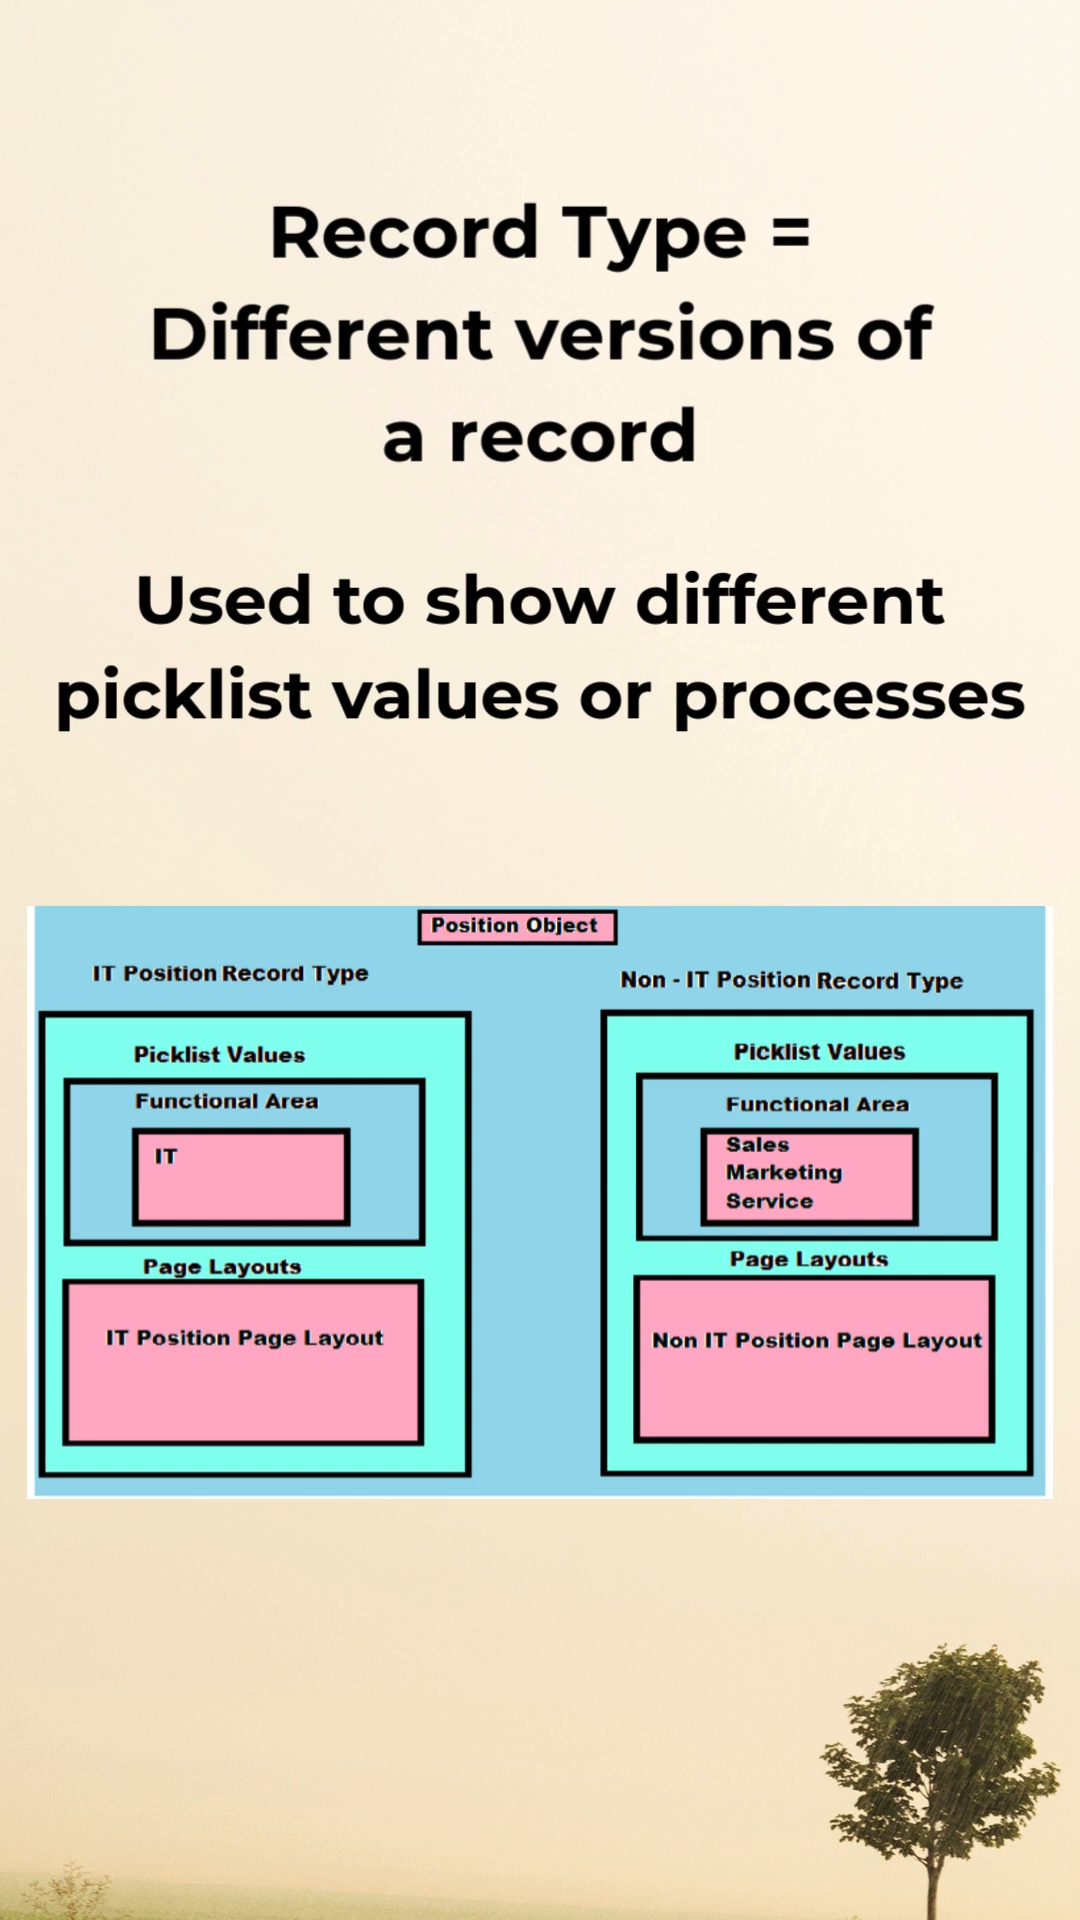 Record Type =
Different versions of
a record
Used to show different
picklist values or processes
Position Object
IT Position Record Type
Picklist Values
Functional Area
IT
Page Layouts
IT Position Page Layout
Non - IT Position Record Type
Picklist Values
Functional Area
Sales
Marketing
Service
Page Layouts
Non IT Position Page Layout